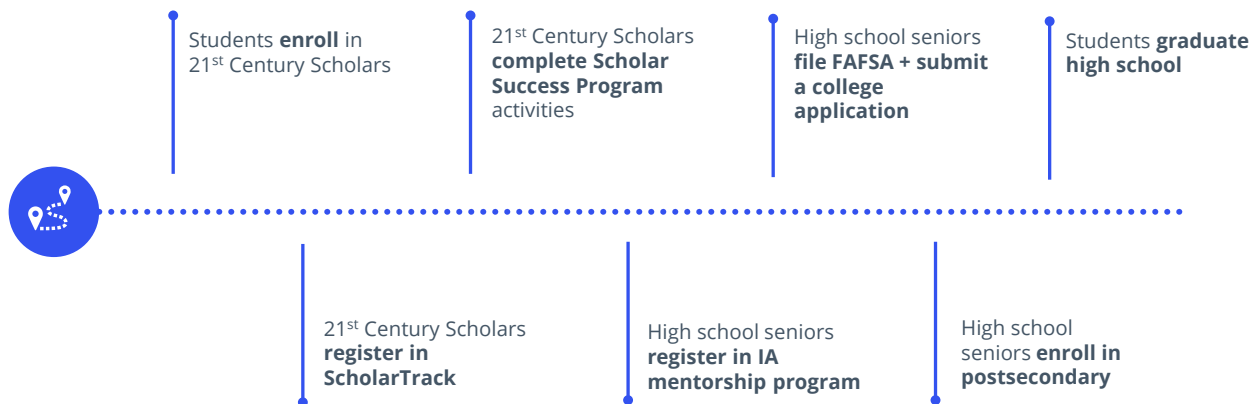 Students enroll in
21st Century Scholars
21st Century Scholars
register in
ScholarTrack
21st Century Scholars
complete Scholar
Success Program
activities
High school seniors
register in IA
mentorship program
High school seniors
file FAFSA + submit
a college
application
High school
seniors enroll in
postsecondary
Students graduate
high school